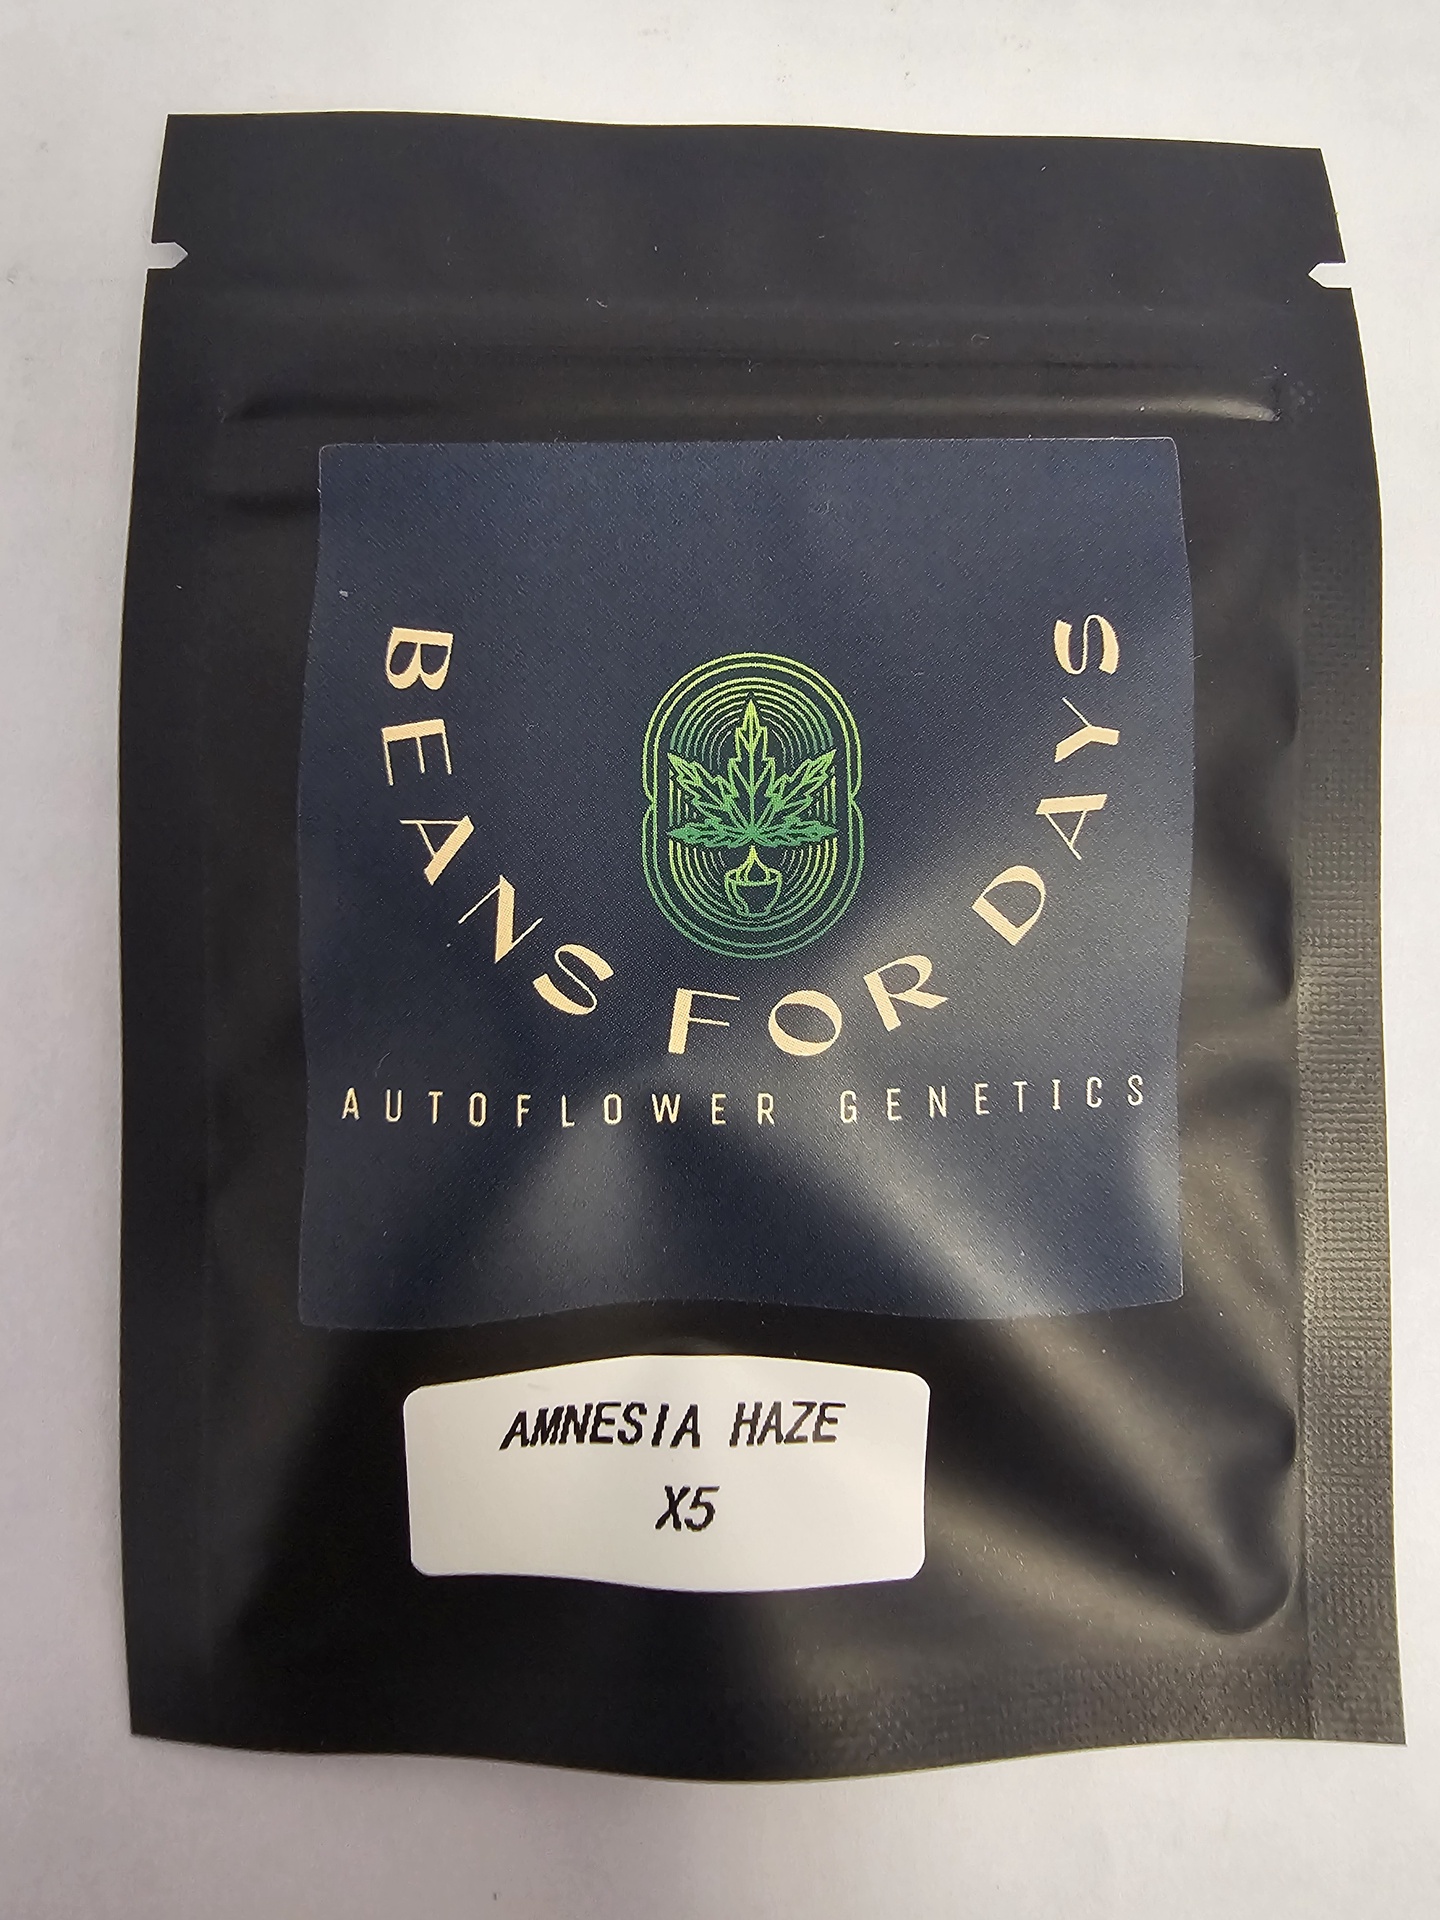 BEANS FOR DAYS
AUTOFLOWER GENETICS
AMNESIA HAZE
X5